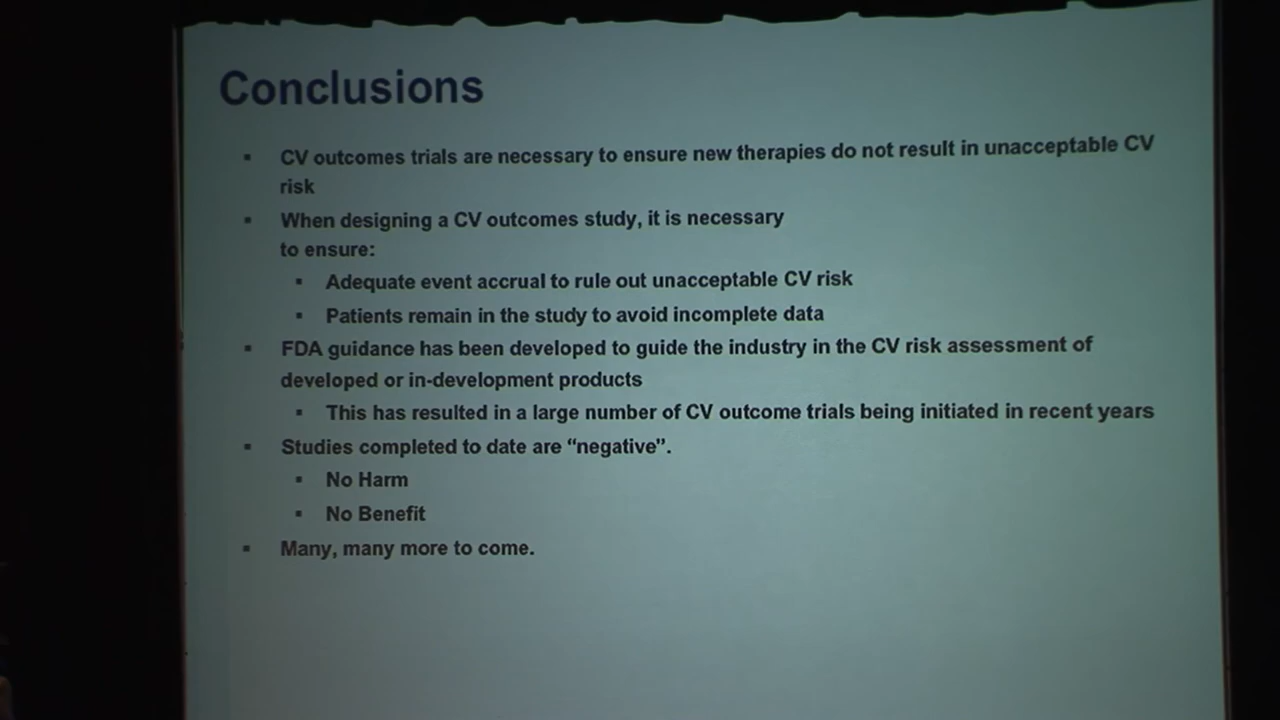 Conclusions
▪ CV outcomes trials are necessary to ensure new therapies do not result in unacceptable CV
risk
▪ When designing a CV outcomes study, it is necessary
to ensure:
▪ Adequate event accrual to rule out unacceptable CV risk
▪ Patients remain in the study to avoid incomplete data
▪ FDA guidance has been developed to guide the industry in the CV risk assessment of
developed or in-development products
▪ This has resulted in a large number of CV outcome trials being initiated in recent years
▪ Studies completed to date are “negative”.
▪ No Harm
▪ No Benefit
▪ Many, many more to come.